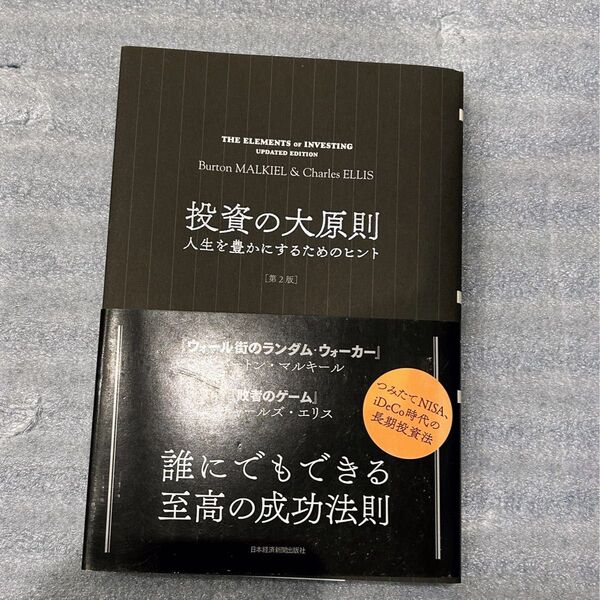 THE ELEMENTS OF INVESTING
UPDATED EDITION
Burton MALKIEL & Charles ELLIS
投資の大原則
人生を豊かにするためのヒント
[第2版]
『ウォール街のランダム・ウォーカー』
トン・マルキール
敗者のゲーム』
チャールズ・エリス
つみたてNISA、
iDeCo時代の
長期投資法
誰にでもできる
至高の成功法則
日本経済新聞出版社